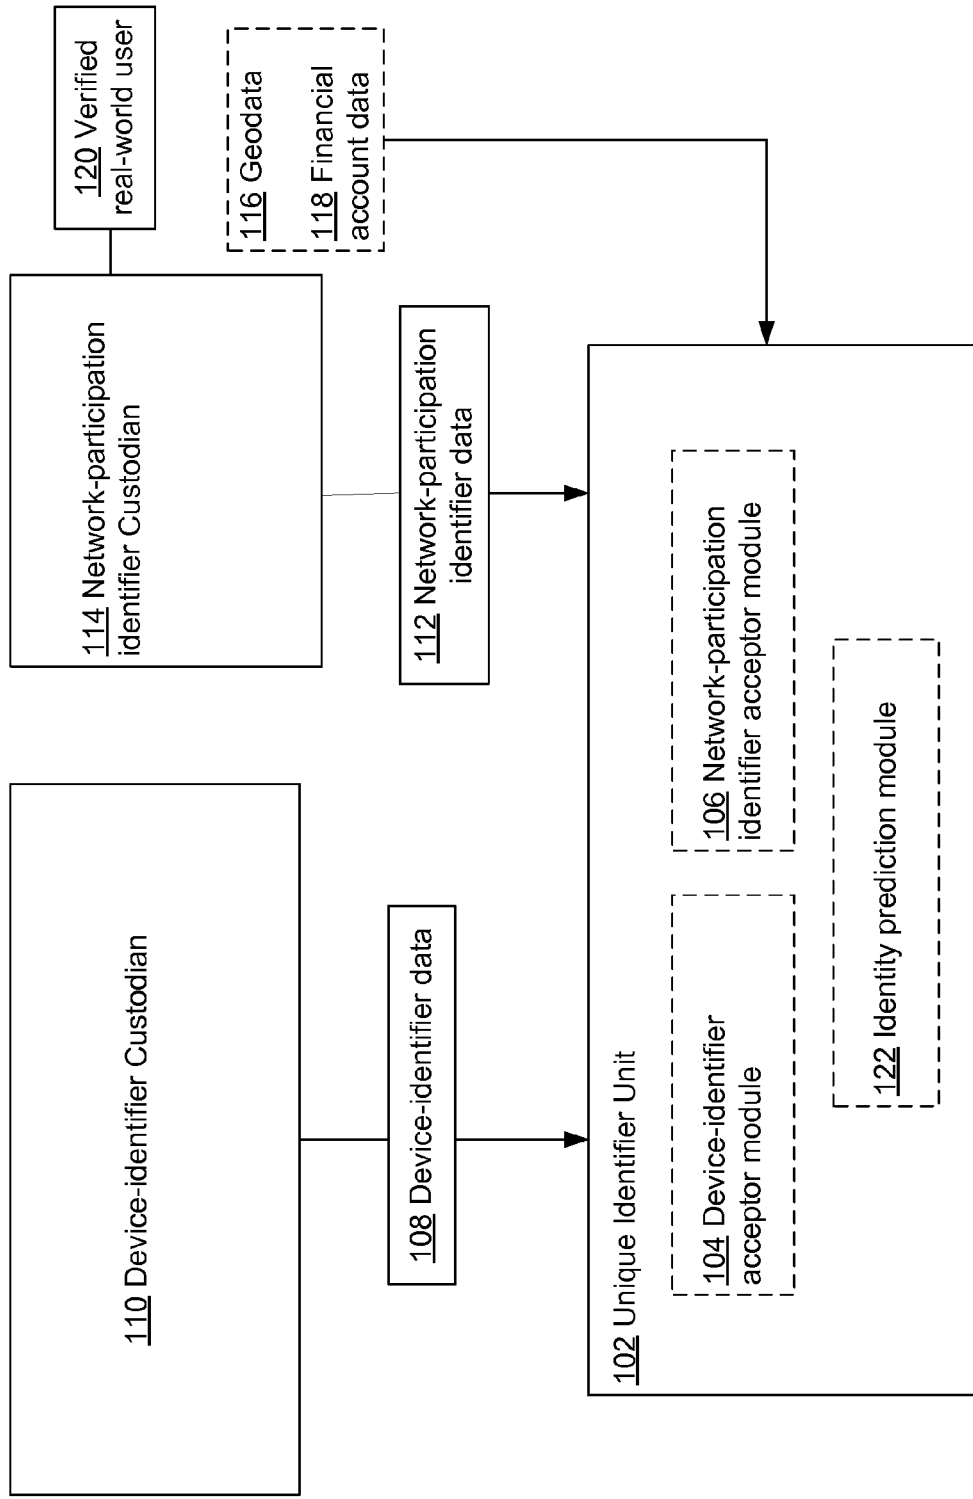 110 Device-identifier Custodian
114 Network-participation
identifier Custodian
120 Verified
real-world user
108 Device-identifier data
112 Network-participation
identifier data
116 Geodata
118 Financial
account data
102 Unique Identifier Unit
104 Device-identifier
acceptor module
106 Network-participation
identifier acceptor module
122 Identity prediction module